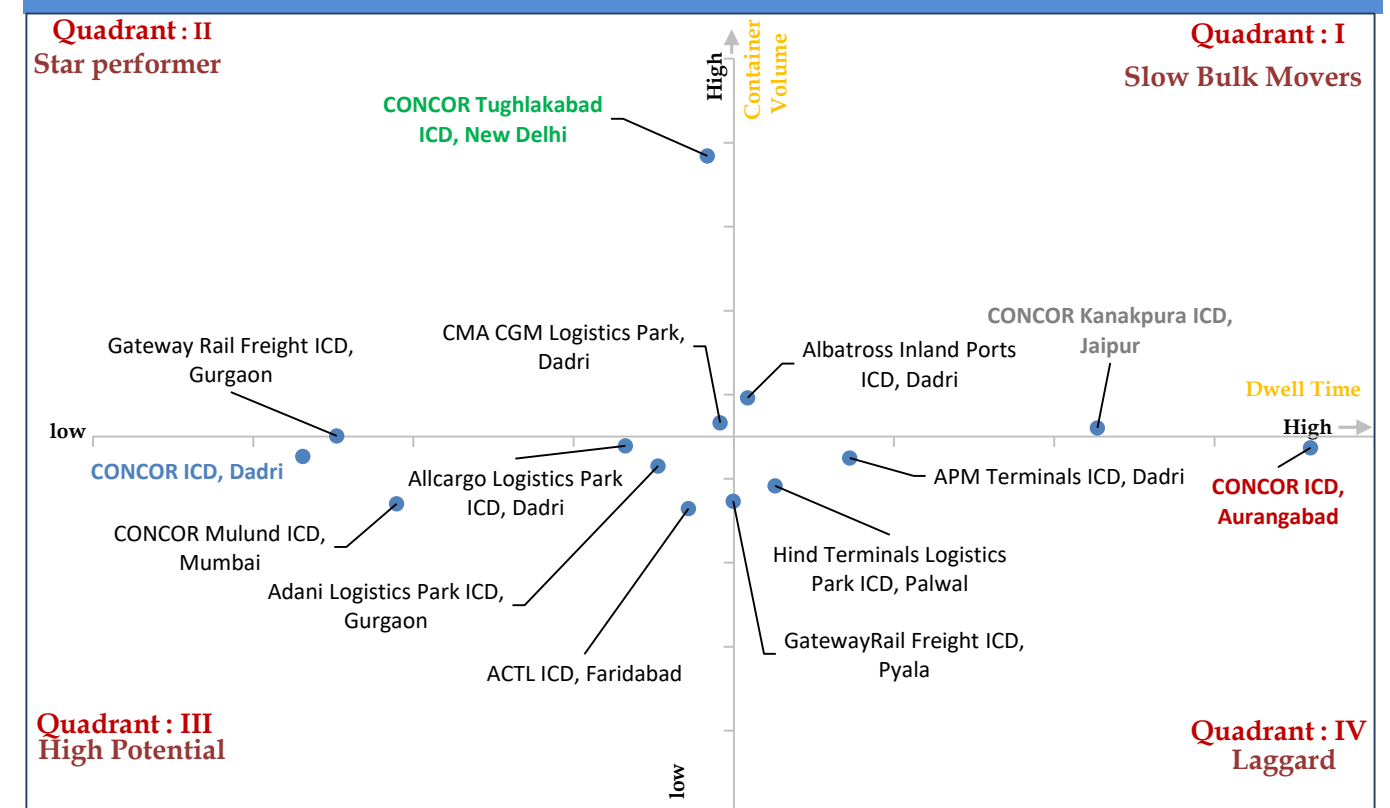 Quadrant : II
Star performer
Quadrant : I
Slow Bulk Movers
High
Container
Volume
CONCOR Tughlakabad
ICD, New Delhi
CONCOR Kanakpura ICD,
Jaipur
Gateway Rail Freight ICD,
Gurgaon
CMA CGM Logistics Park,
Dadri
Albatross Inland Ports
ICD, Dadri
Dwell Time
low
High
CONCOR ICD, Dadri
Allcargo Logistics Park
ICD, Dadri
APM Terminals ICD, Dadri
CONCOR ICD,
Aurangabad
CONCOR Mulund ICD,
Mumbai
Hind Terminals Logistics
Park ICD, Palwal
Adani Logistics Park ICD,
Gurgaon
GatewayRail Freight ICD,
Pyala
ACTL ICD, Faridabad
Quadrant : III
High Potential
Quadrant : IV
Laggard
low